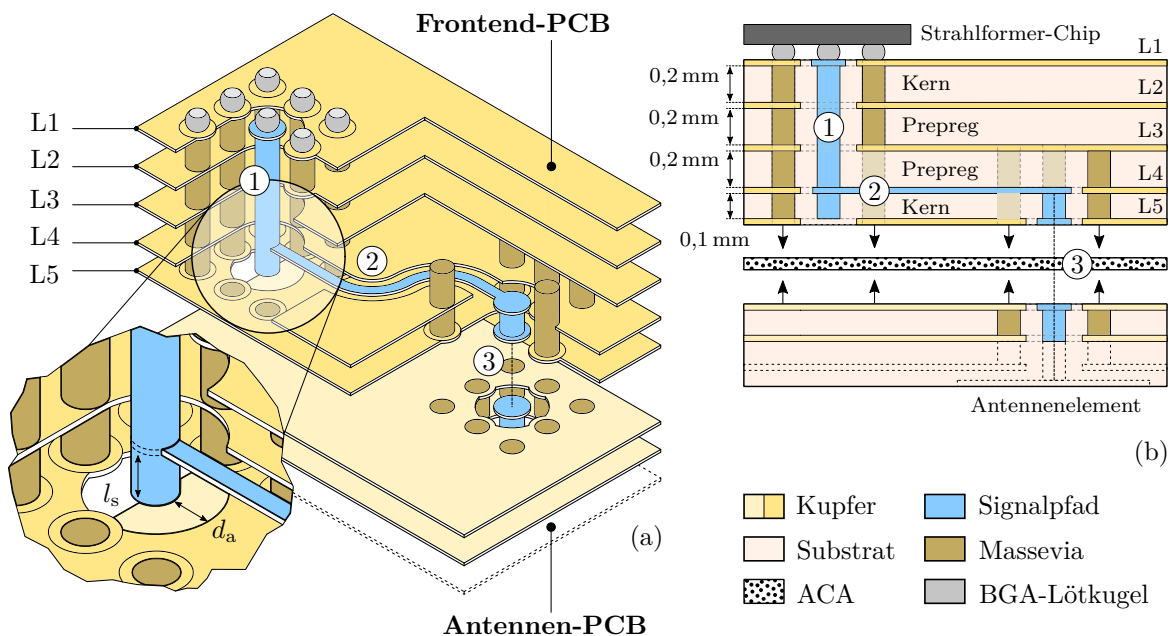 Frontend-PCB
L1
L2
L3
L4
L5
1
2
3
l_s
d_a
(a)
Antennen-PCB
Strahlformer-Chip
L1
0,2 mm
Kern
L2
0,2 mm
1
Prepreg
L3
0,2 mm
Prepreg
L4
2
Kern
L5
0,1 mm
3
Antennenelement
(b)
Kupfer
Signalpfad
Substrat
Massevia
ACA
BGA-Lötkugel